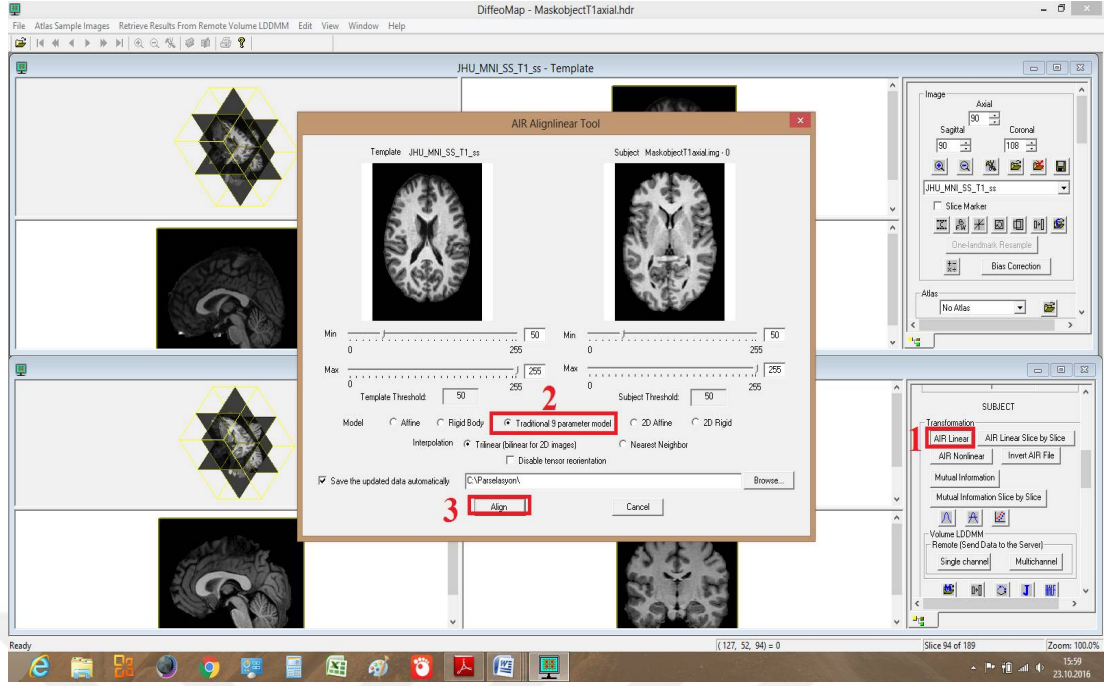 DiffeoMap - MaskobjectT1axial.hdr
File Atlas Sample Images Retrieve Results From Remote Volume LDDMM Edit View Window Help
JHU_MNI_SS_T1_ss - Template
AIR Alignlinear Tool
Template JHU_MNI_SS_T1_ss
Subject MaskobjectT1axial.img - 0
Min 50
0 255
Min 50
0 255
Max 255
0 255
Max 255
0 255
Template Threshold: 50
Subject Threshold: 50
2
Model Affine Rigid Body Traditional 9 parameter model 2D Affine 2D Rigid
Interpolation Trilinear (bilinear for 2D images) Nearest Neighbor
Disable tensor reorientation
Save the updated data automatically C:\Parselasyon\ Browse...
3 Align Cancel
Image
Axial
90
Sagittal Coronal
90 108
JHU_MNI_SS_T1_ss
Slice Marker
One-landmark Resample
Bias Correction
Atlas
No Atlas
SUBJECT
Transformation
1 AIR Linear AIR Linear Slice by Slice
AIR Nonlinear Invert AIR File
Mutual Information
Mutual Information Slice by Slice
Volume LDDMM
Remote (Send Data to the Server)
Single channel Multichannel
Ready (127, 52, 94) = 0 Slice 94 of 189 Zoom: 100.0%
15:59
23.10.2016